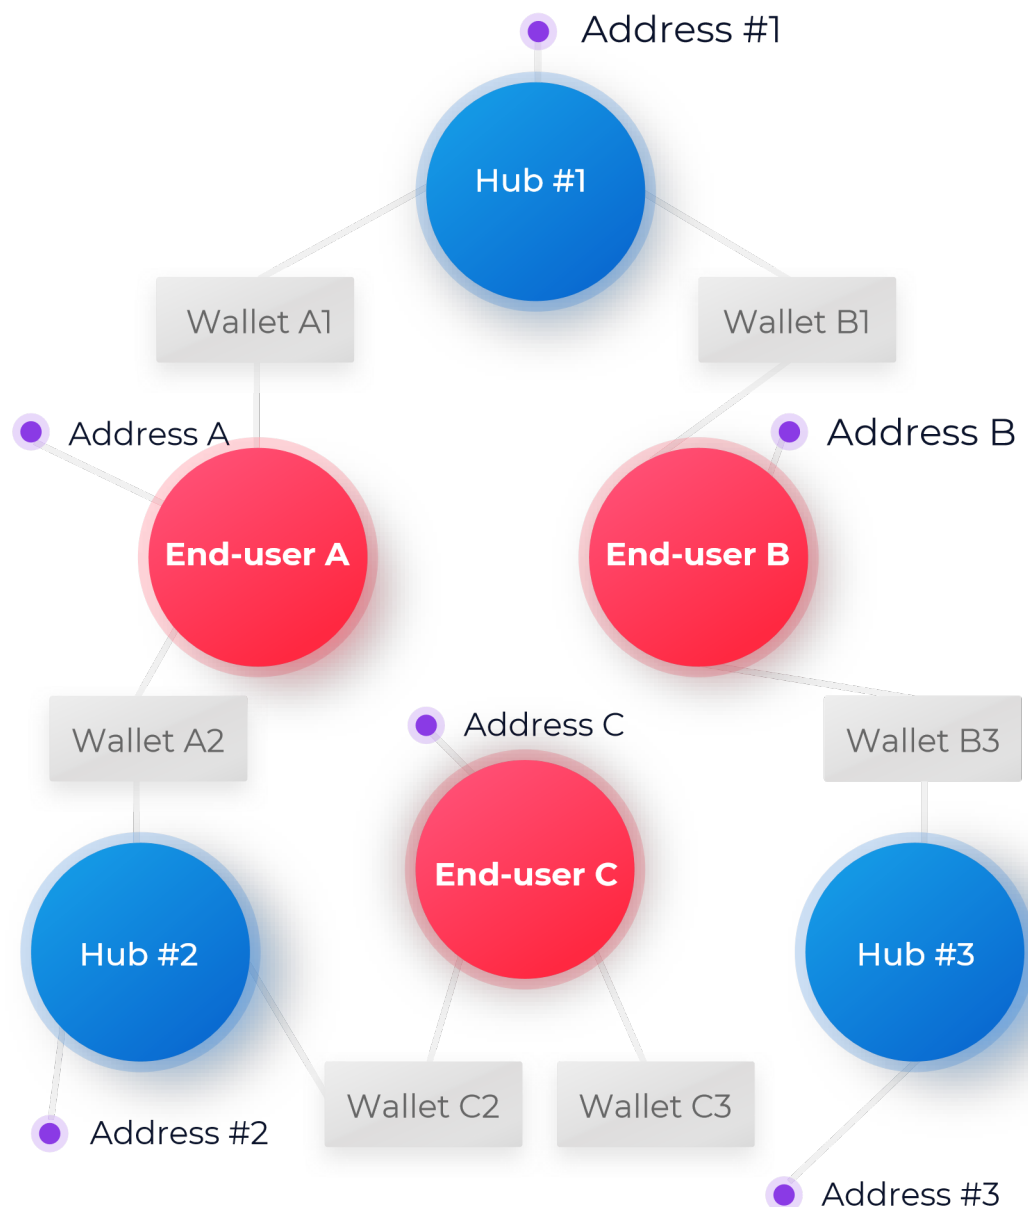 Address #1
Hub #1
Wallet A1
Wallet B1
Address A
Address B
End-user A
End-user B
Wallet A2
Address C
Wallet B3
End-user C
Hub #2
Hub #3
Wallet C2
Wallet C3
Address #2
Address #3